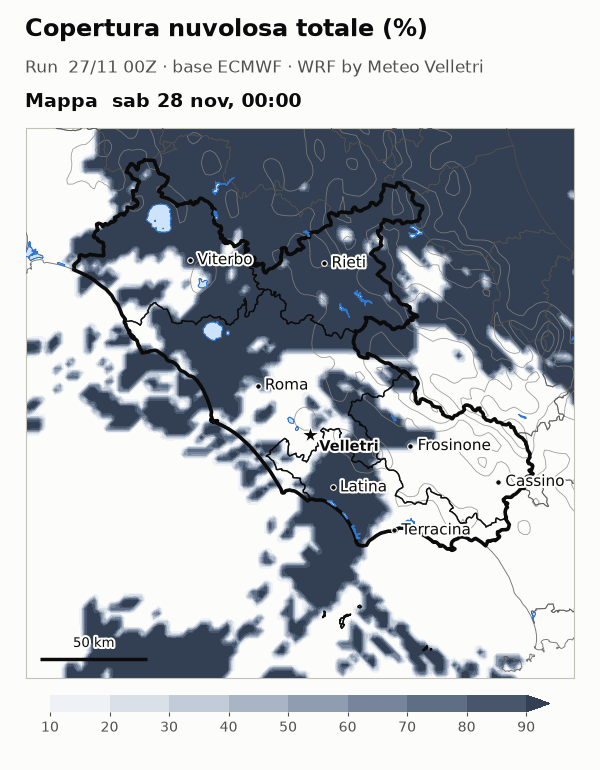 Copertura nuvolosa totale (%)
Run  27/11 00Z · base ECMWF · WRF by Meteo Velletri
Mappa  sab 28 nov, 00:00
Viterbo
Rieti
Roma
Velletri
Frosinone
Latina
Cassino
Terracina
50 km
10 20 30 40 50 60 70 80 90